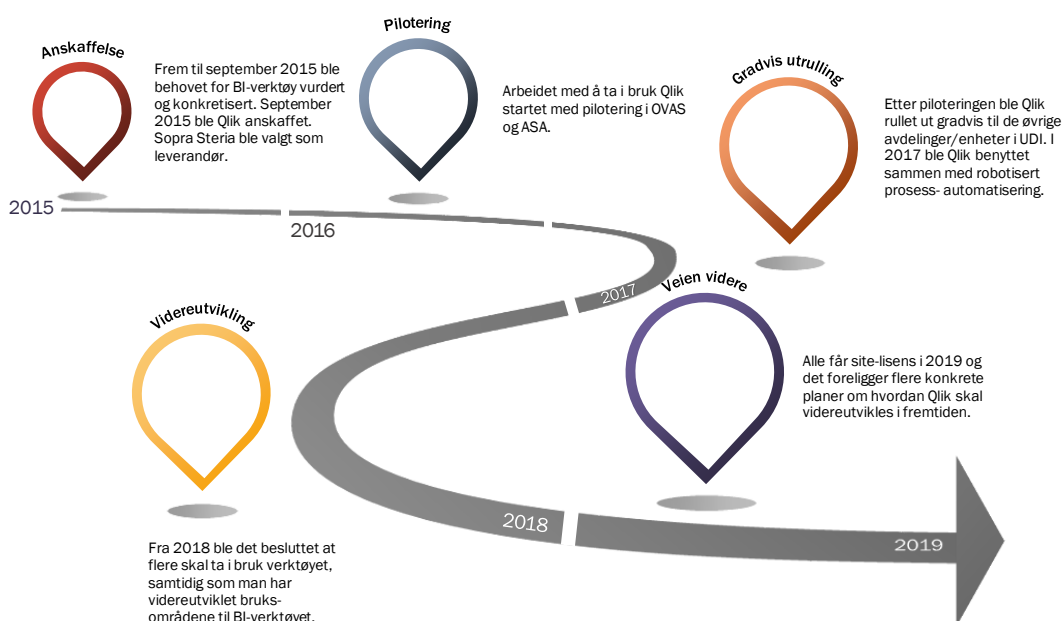 Anskaffelse
Frem til september 2015 ble
behovet for BI-verktøy vurdert
og konkretisert. September
2015 ble Qlik anskaffet.
Sopra Steria ble valgt som
leverandør.
Pilotering
Arbeidet med å ta i bruk Qlik
startet med pilotering i OVAS
og ASA.
Gradvis utrulling
Etter piloteringen ble Qlik
rullet ut gradvis til de øvrige
avdelinger/enheter i UDI. I
2017 ble Qlik benyttet
sammen med robotisert
prosess- automatisering.
2015
2016
2017
Videreutvikling
Fra 2018 ble det besluttet at
flere skal ta i bruk verktøyet,
samtidig som man har
videreutviklet bruks-
områdene til BI-verktøyet.
Veien videre
Alle får site-lisens i 2019 og
det foreligger flere konkrete
planer om hvordan Qlik skal
videreutvikles i fremtiden.
2018
2019